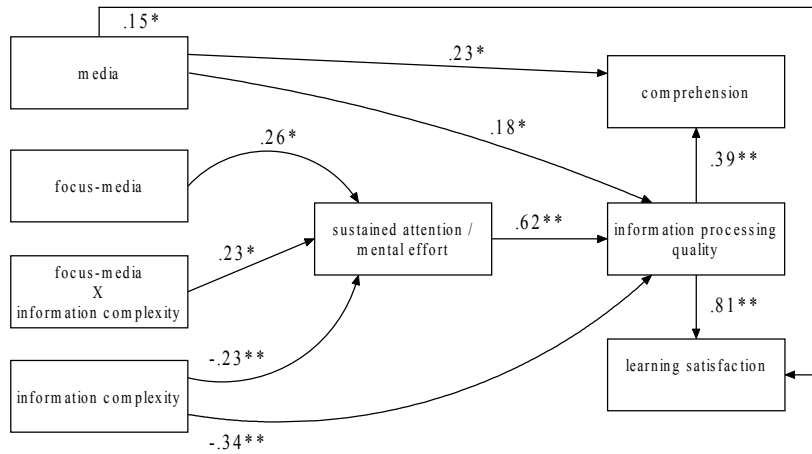 .15*
media
.23*
comprehension
.18*
.26*
.39**
focus-media
sustained attention /
mental effort
.62**
information processing
quality
.23*
focus-media
X
information complexity
.81**
-.23**
information complexity
learning satisfaction
-.34**